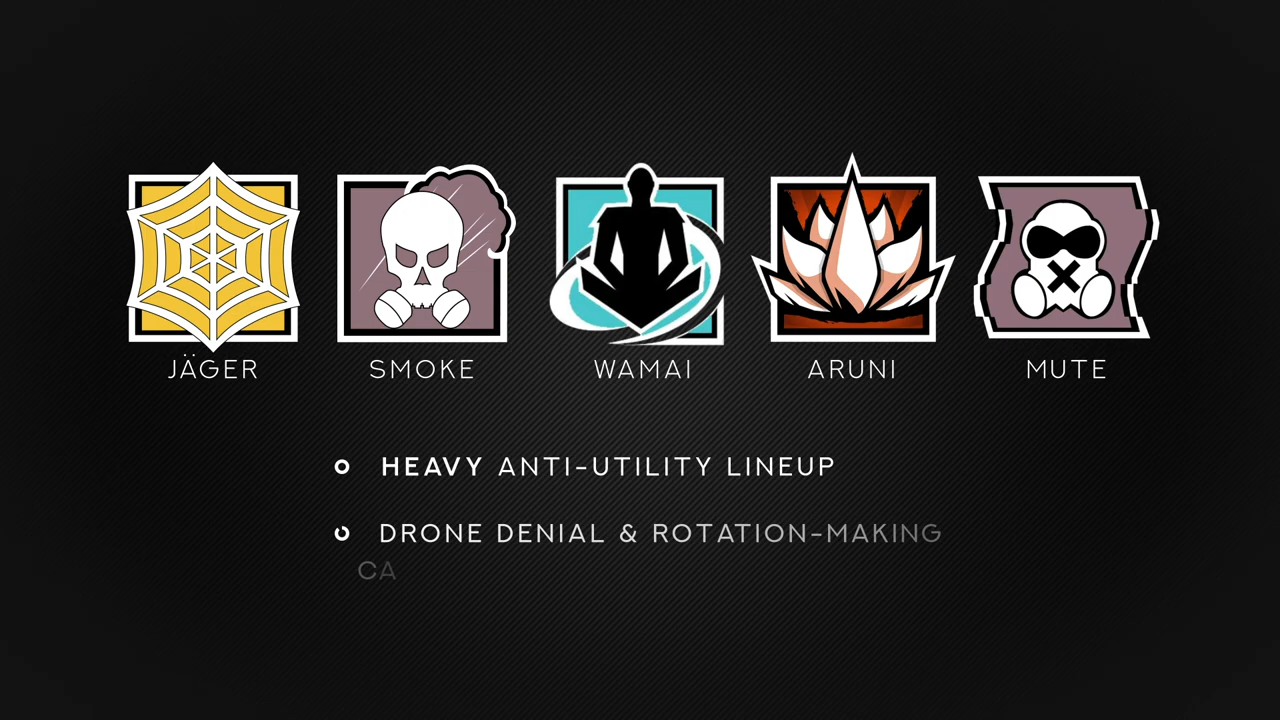 JÄGER SMOKE WAMAI ARUNI MUTE
HEAVY ANTI-UTILITY LINEUP
DRONE DENIAL & ROTATION-MAKING
CA